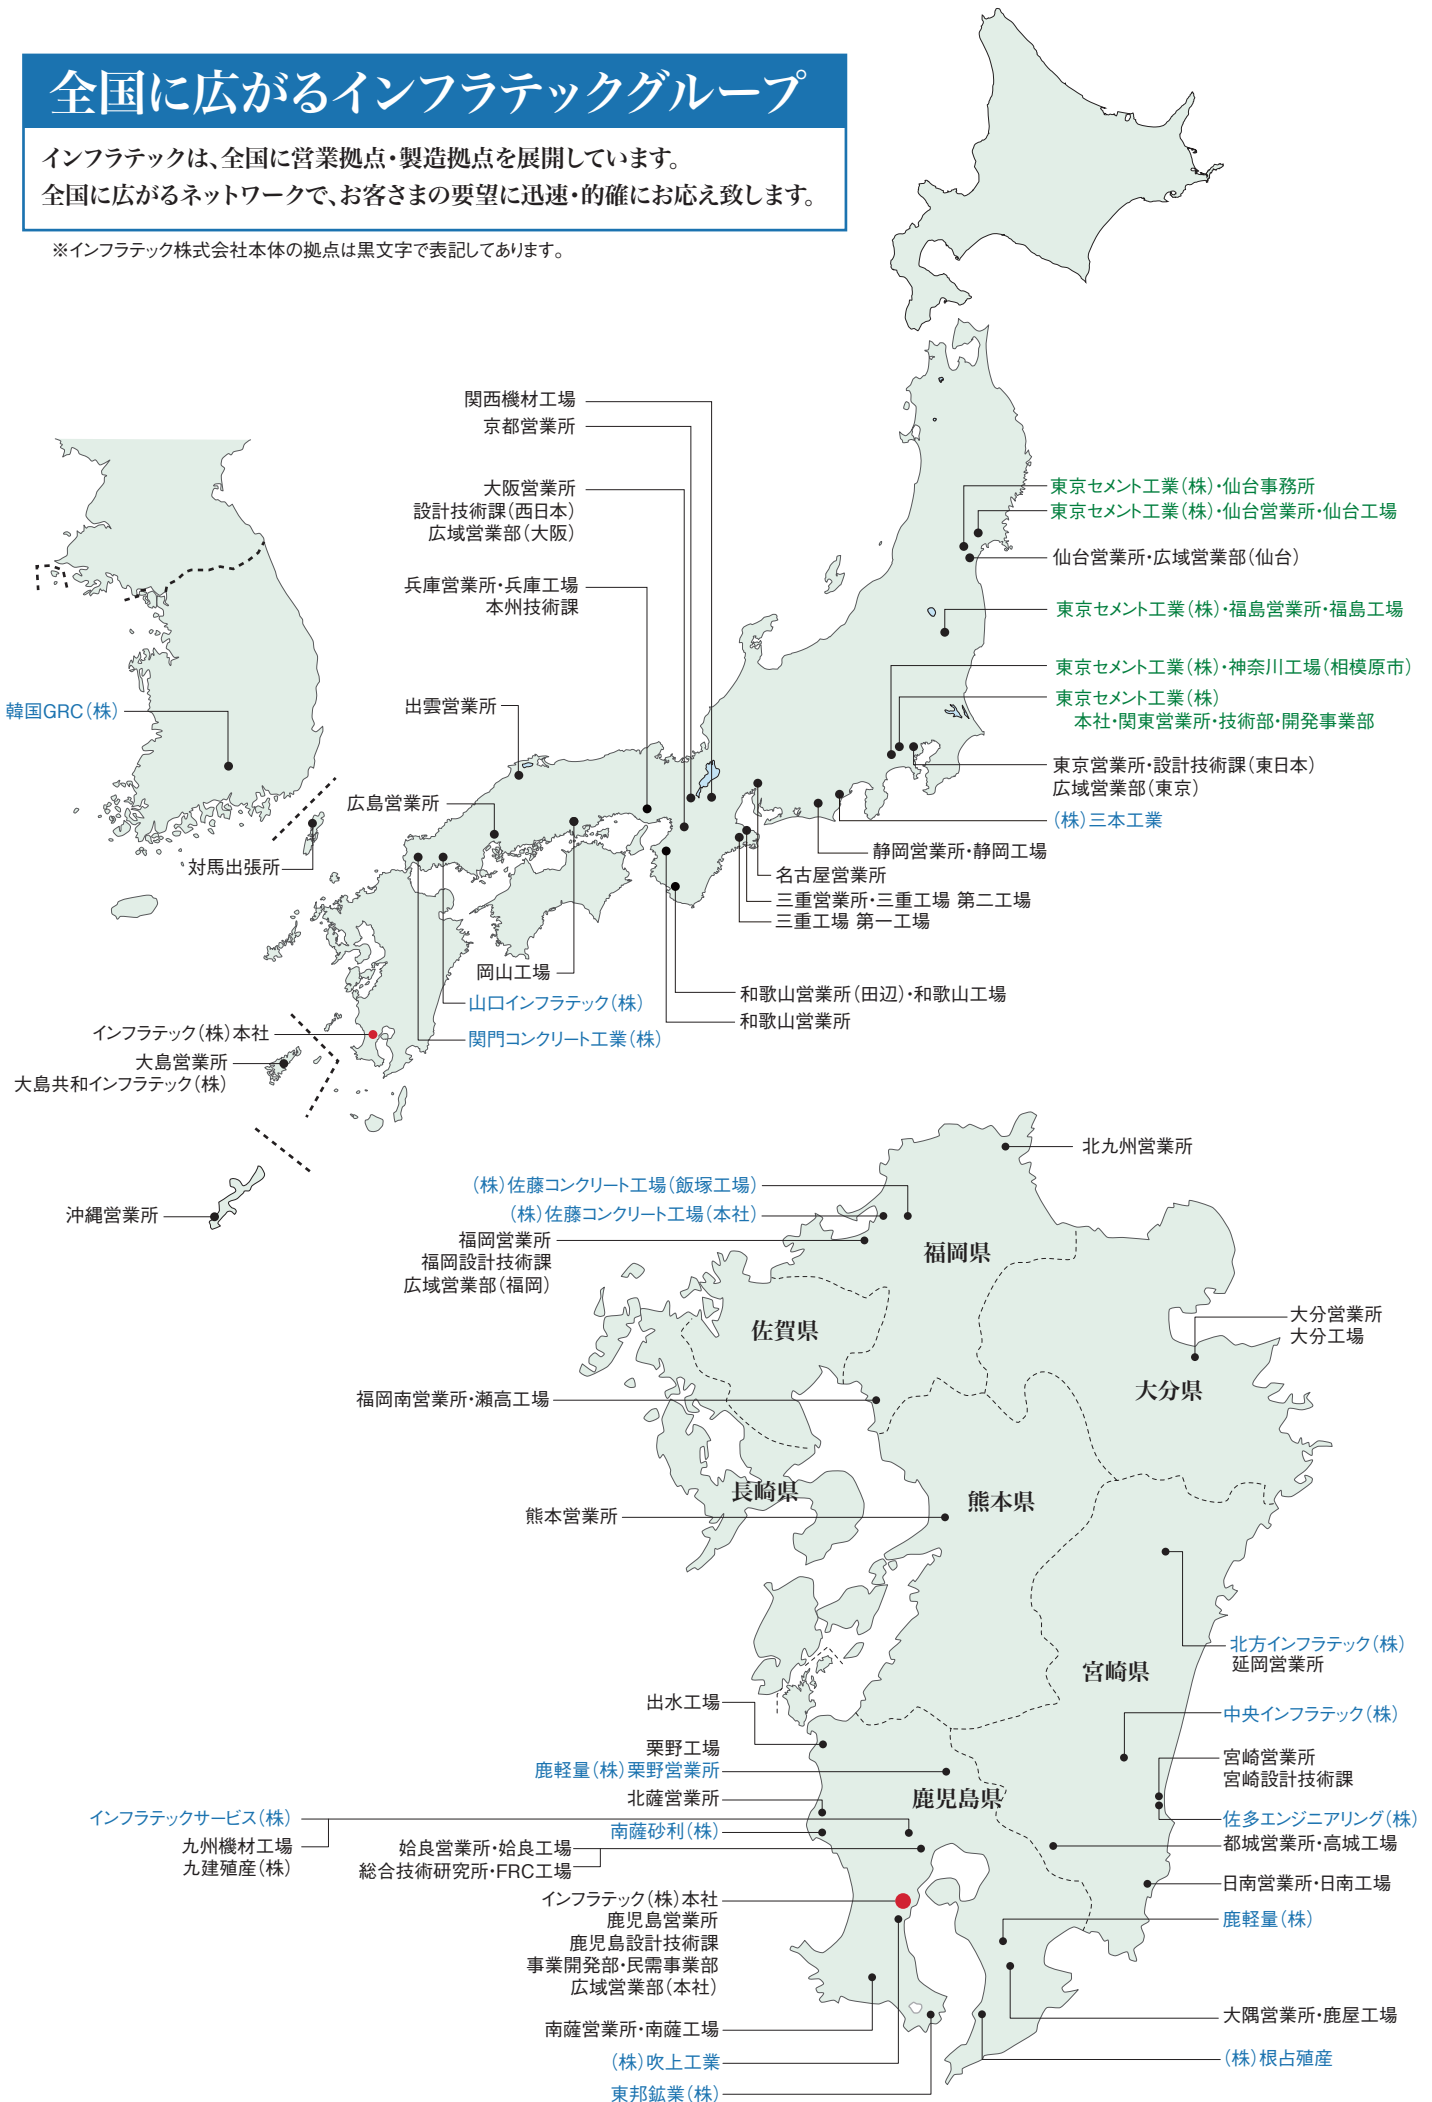 全国に広がるインフラテックグループ
インフラテックは、全国に営業拠点・製造拠点を展開しています。
全国に広がるネットワークで、お客さまの要望に迅速・的確にお応え致します。
※インフラテック株式会社本体の拠点は黒文字で表記してあります。
関西機材工場
京都営業所
大阪営業所
設計技術課(西日本)
広域営業部(大阪)
兵庫営業所・兵庫工場
本州技術課
出雲営業所
広島営業所
韓国GRC(株)
対馬出張所
東京セメント工業(株)・仙台事務所
東京セメント工業(株)・仙台営業所・仙台工場
仙台営業所・広域営業部(仙台)
東京セメント工業(株)・福島営業所・福島工場
東京セメント工業(株)・神奈川工場(相模原市)
東京セメント工業(株)
本社・関東営業所・技術部・開発事業部
東京営業所・設計技術課(東日本)
広域営業部(東京)
(株)三本工業
静岡営業所・静岡工場
名古屋営業所
三重営業所・三重工場 第二工場
三重工場 第一工場
和歌山営業所(田辺)・和歌山工場
和歌山営業所
岡山工場
山口インフラテック(株)
関門コンクリート工業(株)
インフラテック(株)本社
大島営業所
大島共和インフラテック(株)
沖縄営業所
北九州営業所
(株)佐藤コンクリート工場(飯塚工場)
(株)佐藤コンクリート工場(本社)
福岡営業所
福岡設計技術課
広域営業部(福岡)
福岡県
佐賀県
大分営業所
大分工場
大分県
福岡南営業所・瀬高工場
長崎県
熊本県
熊本営業所
北方インフラテック(株)
延岡営業所
宮崎県
中央インフラテック(株)
宮崎営業所
宮崎設計技術課
佐多エンジニアリング(株)
都城営業所・高城工場
日南営業所・日南工場
鹿軽量(株)
大隅営業所・鹿屋工場
(株)根占殖産
出水工場
栗野工場
鹿軽量(株)栗野営業所
鹿児島県
北薩営業所
インフラテックサービス(株)
九州機材工場
九建殖産(株)
南薩砂利(株)
姶良営業所・姶良工場
総合技術研究所・FRC工場
インフラテック(株)本社
鹿児島営業所
鹿児島設計技術課
事業開発部・民需事業部
広域営業部(本社)
南薩営業所・南薩工場
(株)吹上工業
東邦鉱業(株)